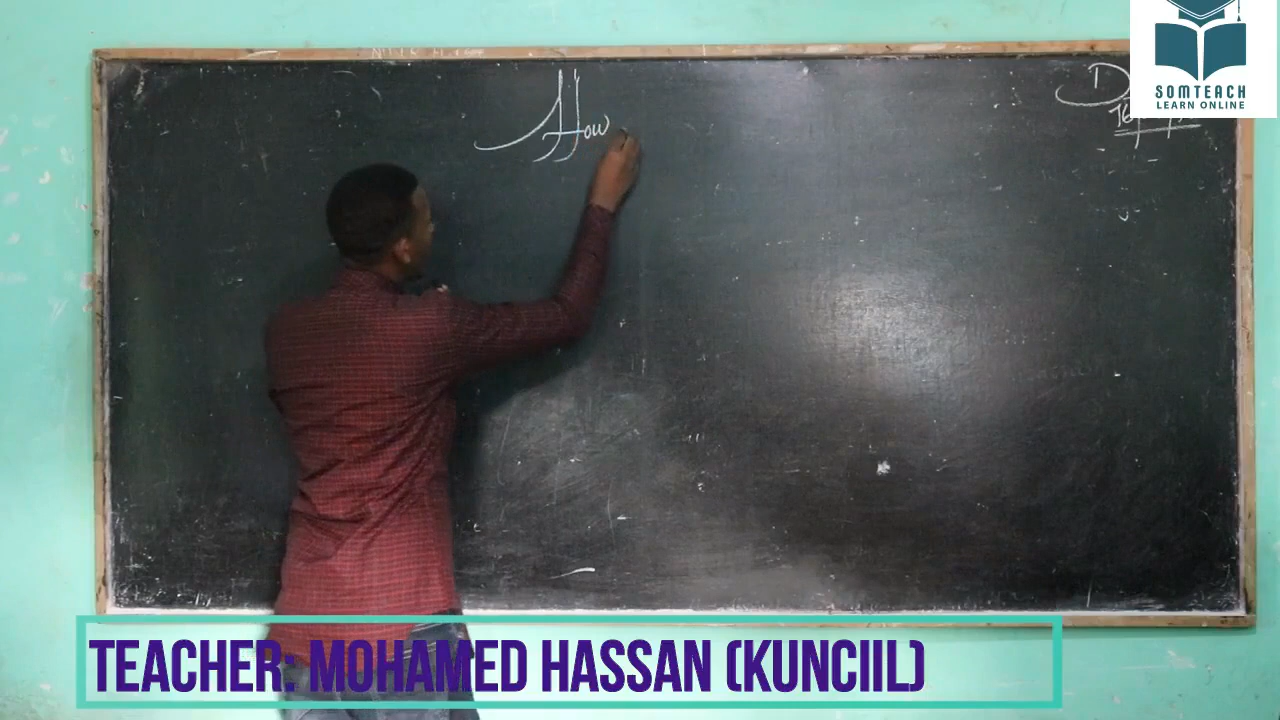 How
SOMTEACH
LEARN ONLINE
TEACHER: MOHAMED HASSAN (KUNCIIL)